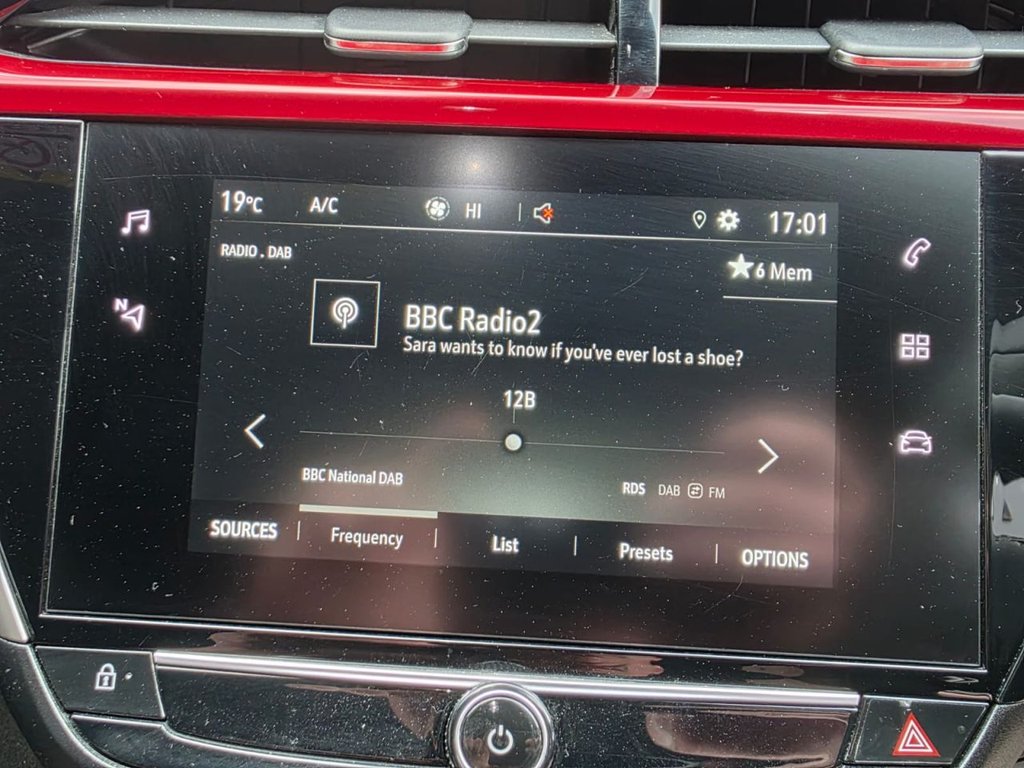 19°C A/C HI 17:01
RADIO . DAB
6 Mem
BBC Radio2
Sara wants to know if you've ever lost a shoe?
12B
BBC National DAB
RDS DAB FM
SOURCES Frequency List Presets OPTIONS
N